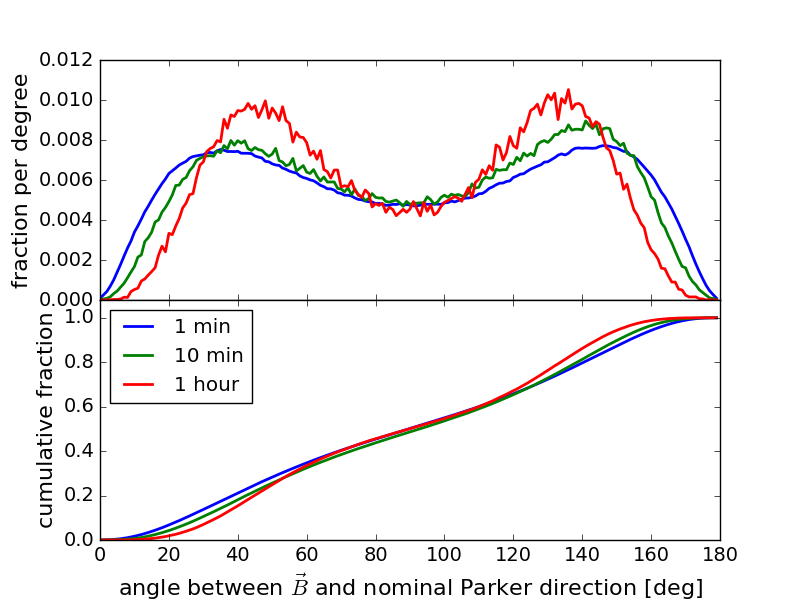 0.012
0.010
0.008
0.006
0.004
0.002
0.000
fraction per degree
1.0
0.8
0.6
0.4
0.2
0.0
cumulative fraction
1 min
10 min
1 hour
0 20 40 60 80 100 120 140 160 180
angle between $\vec{B}$ and nominal Parker direction [deg]